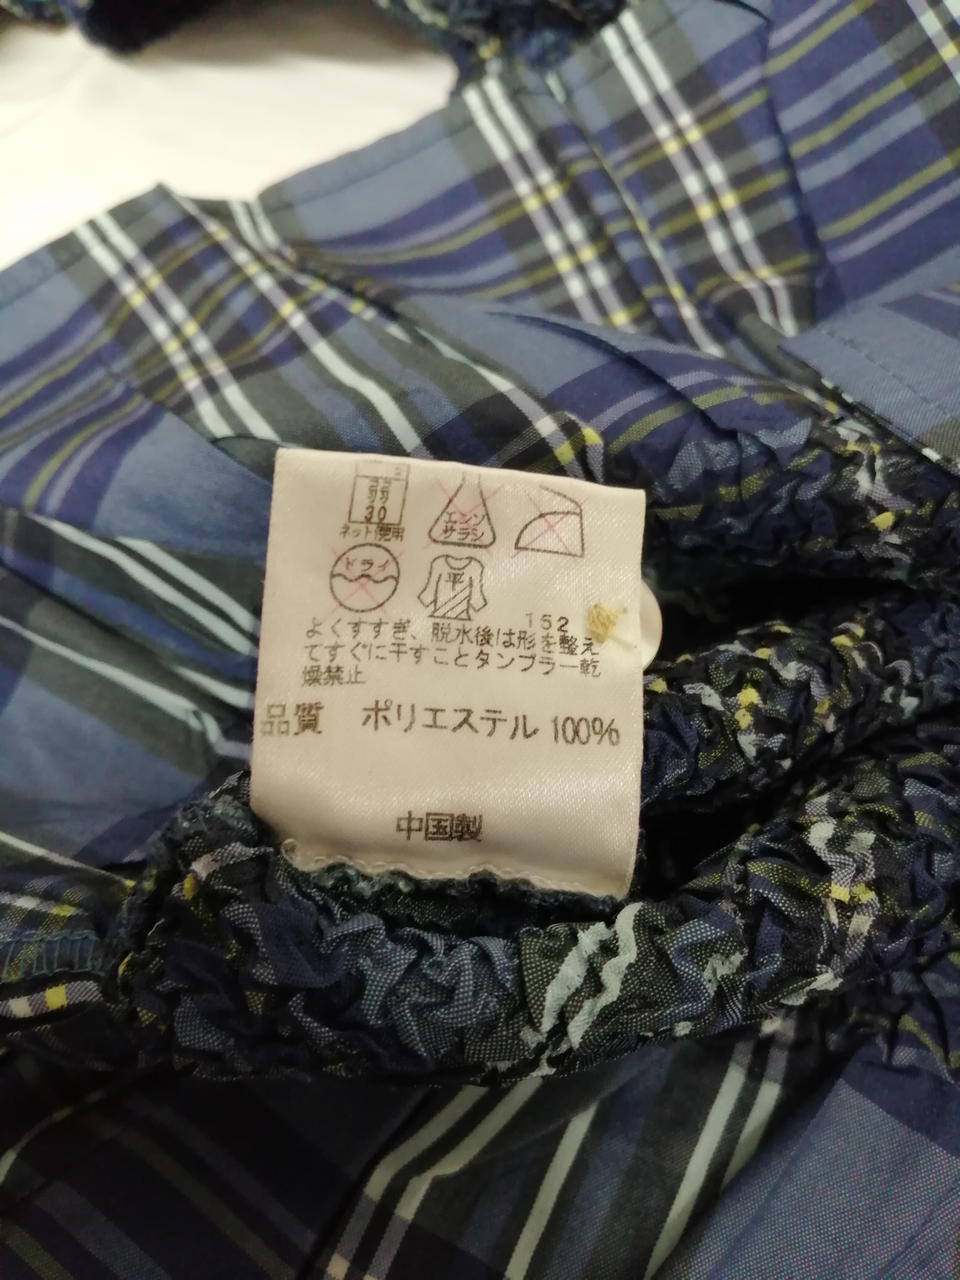 弱
30
ネット使用
エンソ
サラシ
ドライ
平
152
よくすすぎ、脱水後は形を整え
てすぐに干すことタンブラー乾
燥禁止
品質 ポリエステル 100%
中国製